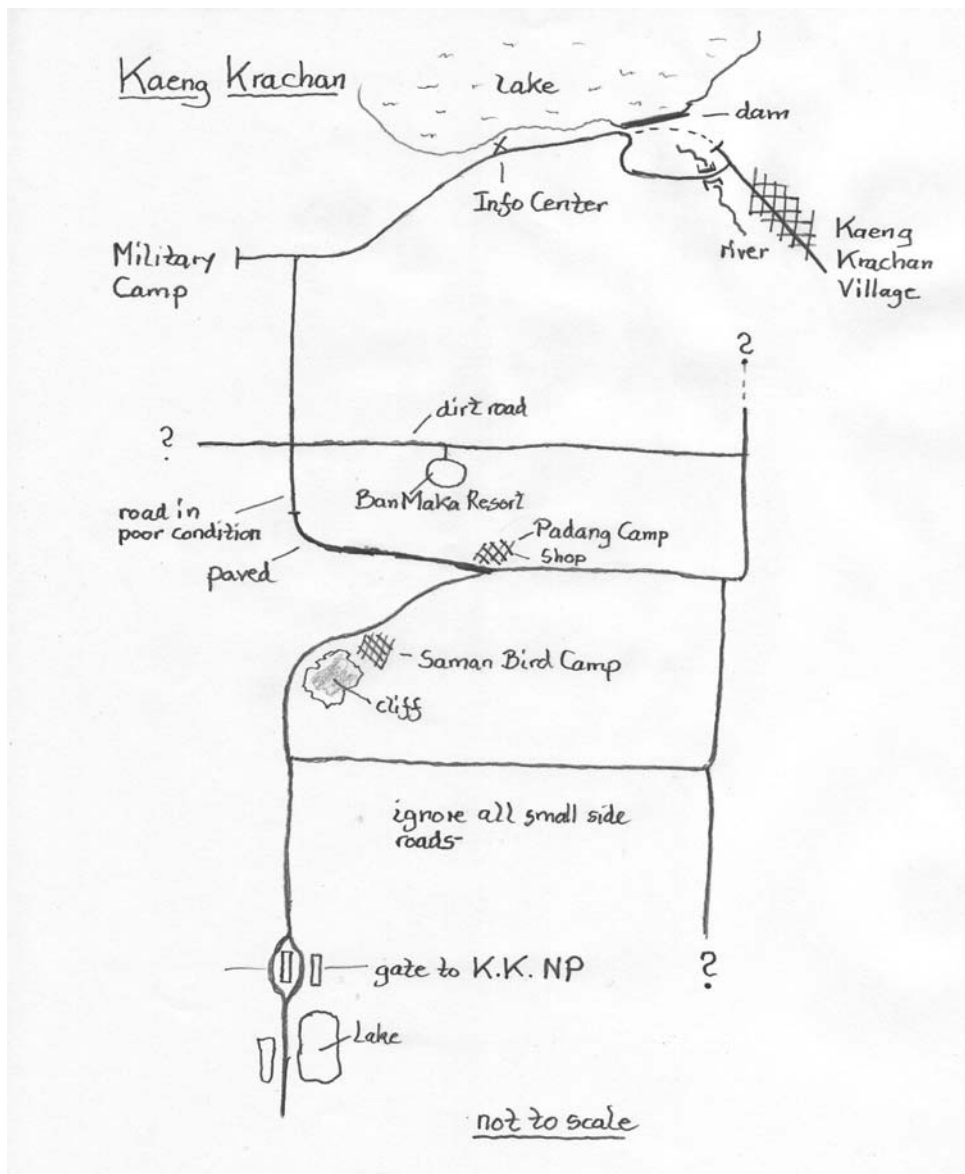 Kaeng Krachan
Lake
dam
Info Center
river
Kaeng
Krachan
Village
Military
Camp
?
dirt road
?
Ban Maka Resort
road in
poor condition
Padang Camp
Shop
paved
Saman Bird Camp
cliff
ignore all small side
roads-
gate to K.K. NP
?
Lake
not to scale